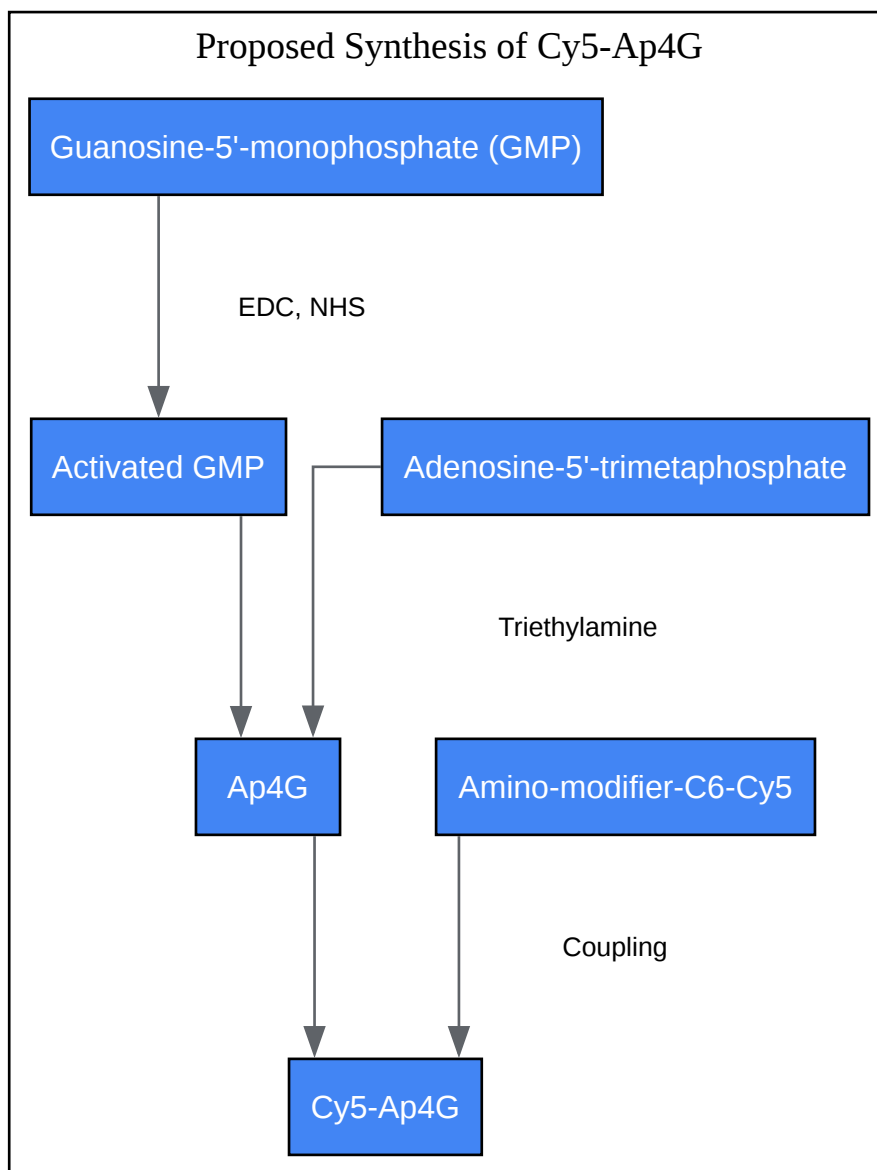 Proposed Synthesis of Cy5-Ap4G
Guanosine-5'-monophosphate (GMP)
EDC, NHS
Activated GMP
Adenosine-5'-trimetaphosphate
Triethylamine
Ap4G
Amino-modifier-C6-Cy5
Coupling
Cy5-Ap4G